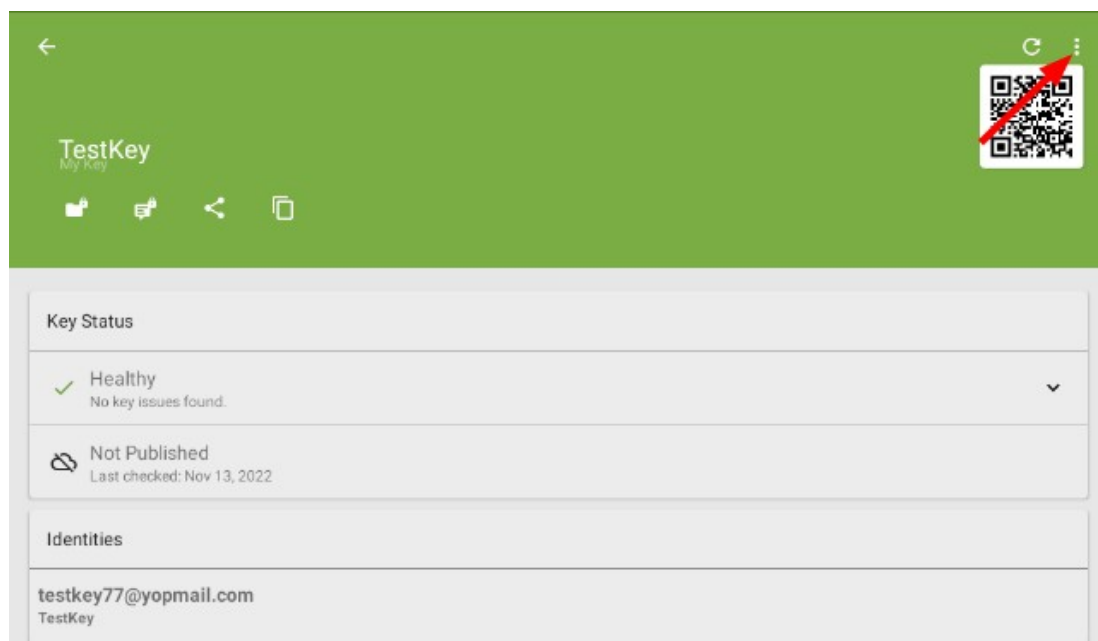 TestKey
My Key
Key Status
Healthy
No key issues found.
Not Published
Last checked: Nov 13, 2022
Identities
testkey77@yopmail.com
TestKey